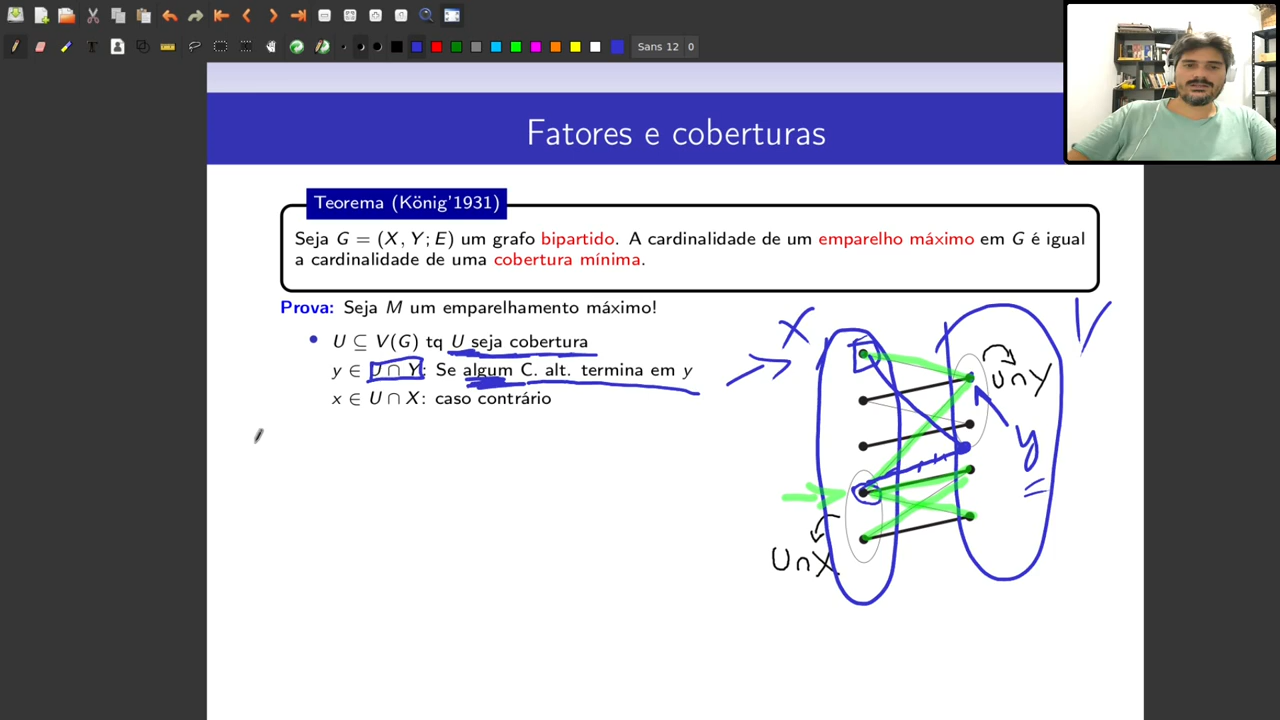 Sans 12 0
Fatores e coberturas
Teorema (König'1931)
Seja G = (X, Y; E) um grafo bipartido. A cardinalidade de um emparelho máximo em G é igual
a cardinalidade de uma cobertura mínima.
Prova: Seja M um emparelhamento máximo!
U ⊆ V(G) tq U seja cobertura
y ∈ U ∩ Y: Se algum C. alt. termina em y
x ∈ U ∩ X: caso contrário
X
U∩Y
y
U∩X